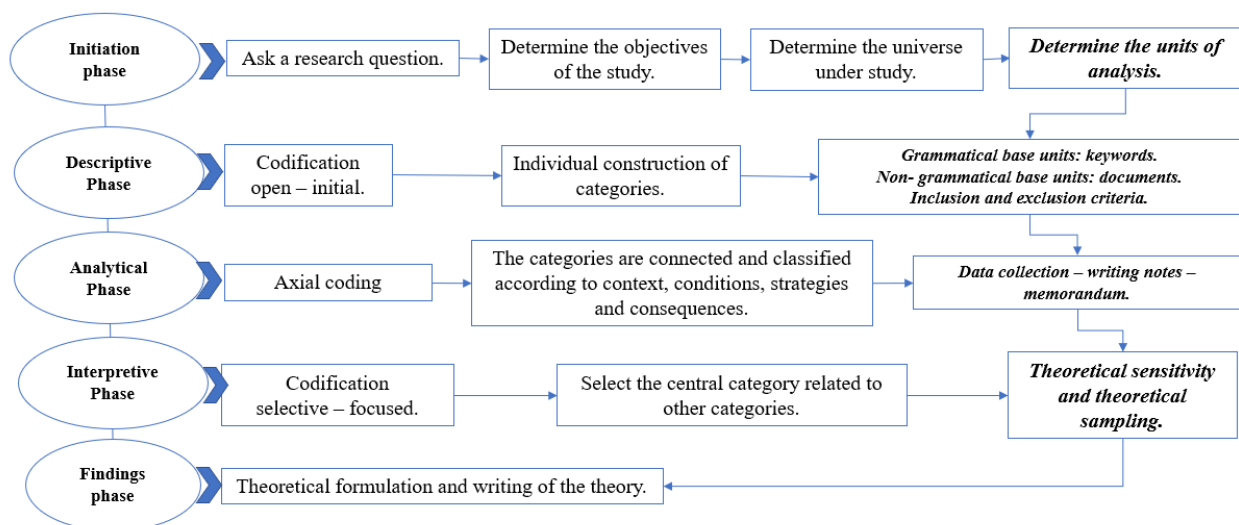 Initiation
phase
Ask a research question.
Determine the objectives
of the study.
Determine the universe
under study.
Determine the units of
analysis.
Descriptive
Phase
Codification
open – initial.
Individual construction of
categories.
Grammatical base units: keywords.
Non- grammatical base units: documents.
Inclusion and exclusion criteria.
Analytical
Phase
Axial coding
The categories are connected and classified
according to context, conditions, strategies
and consequences.
Data collection – writing notes –
memorandum.
Interpretive
Phase
Codification
selective – focused.
Select the central category related to
other categories.
Theoretical sensitivity
and theoretical
sampling.
Findings
phase
Theoretical formulation and writing of the theory.